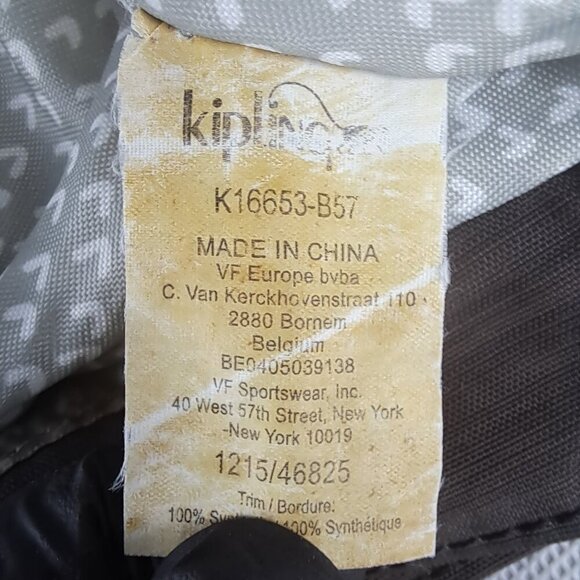 kipling
K16653-B57
MADE IN CHINA
VF Europe bvba
C. Van Kerckhovenstraat 110
2880 Bornem
Belgium
BE0405039138
VF Sportswear, Inc.
40 West 57th Street, New York
-New York 10019
1215/46825
Trim / Bordure:
100% 100% Synthétique